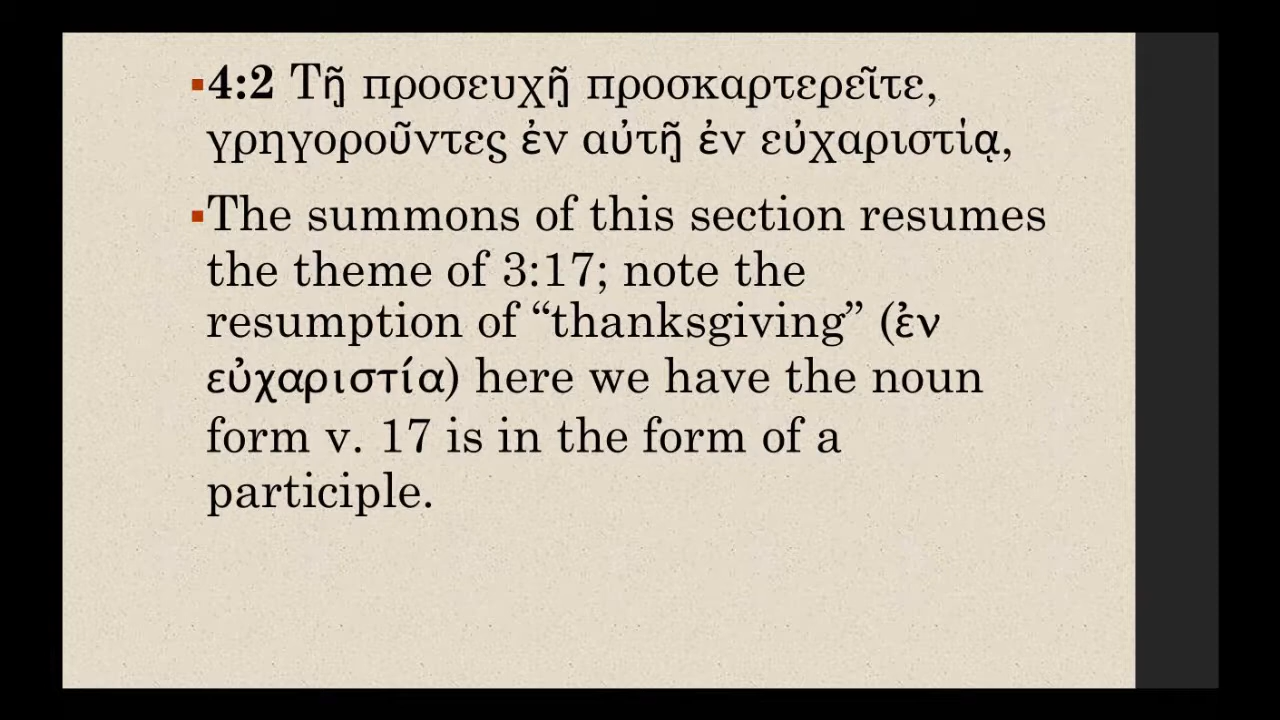 ▪4:2 Τῇ προσευχῇ προσκαρτερεῖτε,
γρηγοροῦντες ἐν αὐτῇ ἐν εὐχαριστίᾳ,
▪The summons of this section resumes
the theme of 3:17; note the
resumption of “thanksgiving” (ἐν
εὐχαριστία) here we have the noun
form v. 17 is in the form of a
participle.